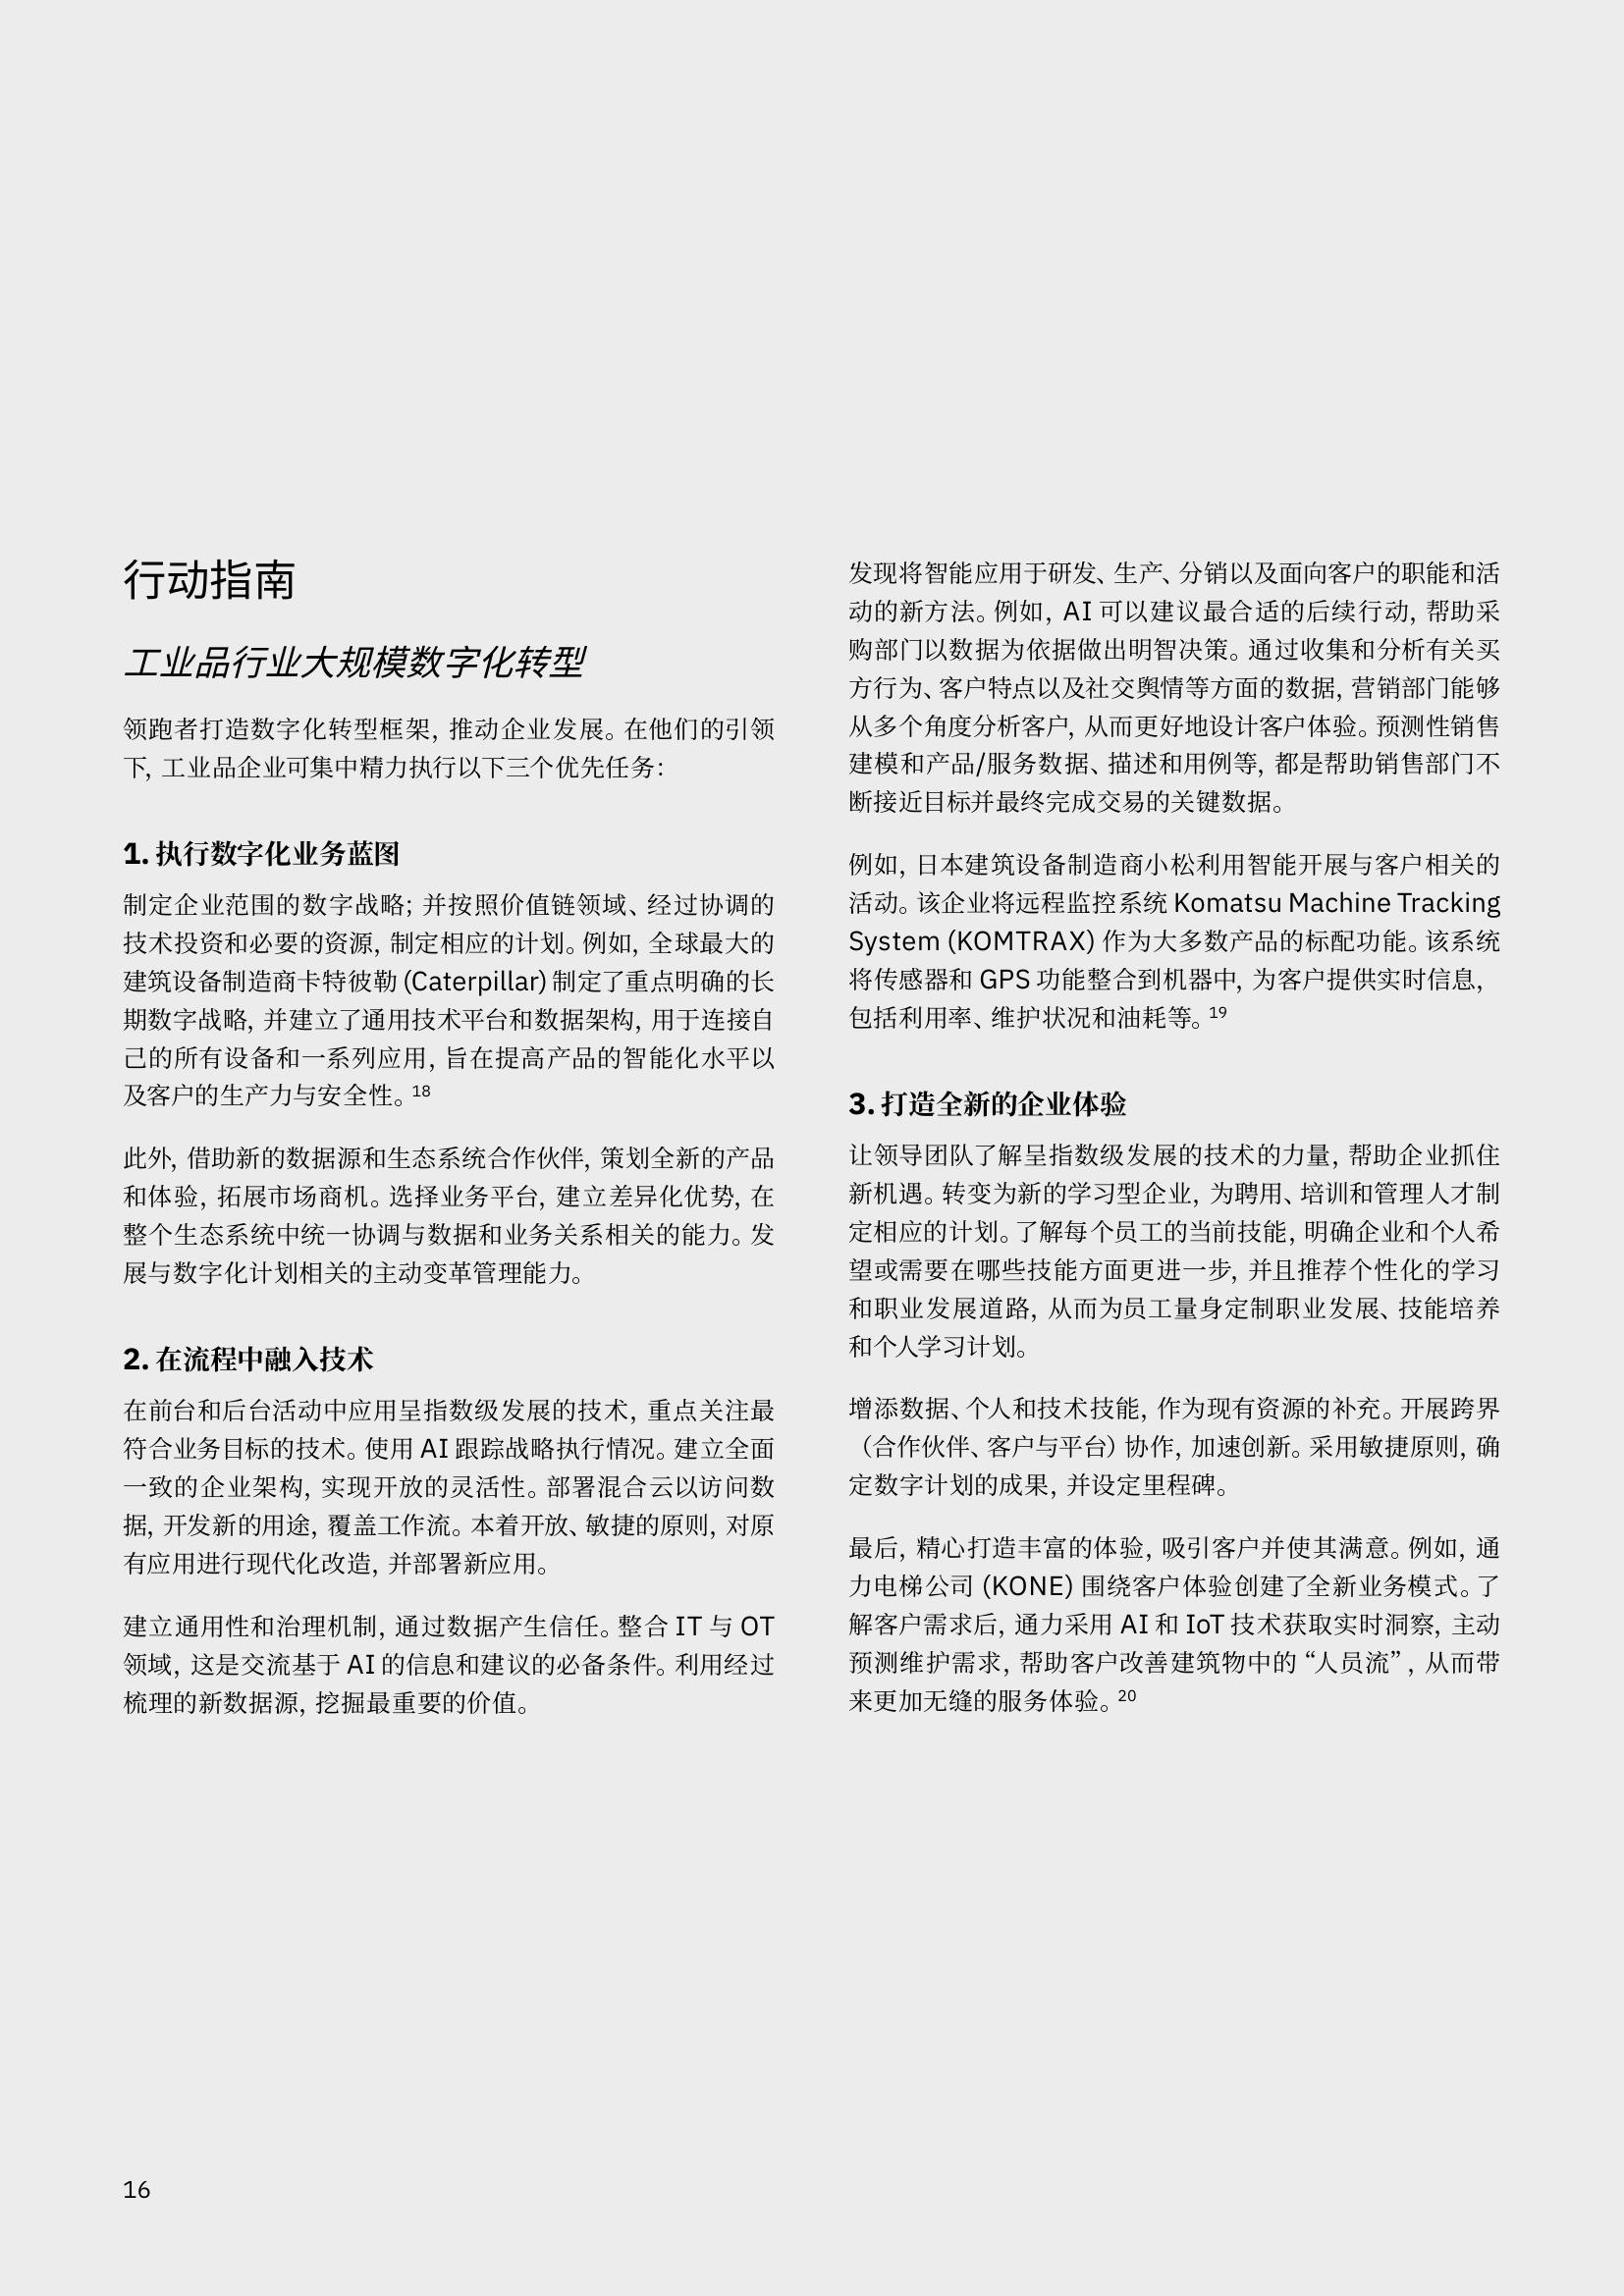 行动指南
工业品行业大规模数字化转型
领跑者打造数字化转型框架, 推动企业发展。在他们的引领
下, 工业品企业可集中精力执行以下三个优先任务:
1. 执行数字化业务蓝图
制定企业范围的数字战略; 并按照价值链领域、经过协调的
技术投资和必要的资源, 制定相应的计划。例如, 全球最大的
建筑设备制造商卡特彼勒 (Caterpillar) 制定了重点明确的长
期数字战略, 并建立了通用技术平台和数据架构, 用于连接自
己的所有设备和一系列应用, 旨在提高产品的智能化水平以
及客户的生产力与安全性。18
此外, 借助新的数据源和生态系统合作伙伴, 策划全新的产品
和体验, 拓展市场商机。选择业务平台, 建立差异化优势, 在
整个生态系统中统一协调与数据和业务关系相关的能力。发
展与数字化计划相关的主动变革管理能力。
2. 在流程中融入技术
在前台和后台活动中应用呈指数级发展的技术, 重点关注最
符合业务目标的技术。使用 AI 跟踪战略执行情况。建立全面
一致的企业架构, 实现开放的灵活性。部署混合云以访问数
据, 开发新的用途, 覆盖工作流。本着开放、敏捷的原则, 对原
有应用进行现代化改造, 并部署新应用。
建立通用性和治理机制, 通过数据产生信任。整合 IT 与 OT
领域, 这是交流基于 AI 的信息和建议的必备条件。利用经过
梳理的新数据源, 挖掘最重要的价值。
发现将智能应用于研发、生产、分销以及面向客户的职能和活
动的新方法。例如, AI 可以建议最合适的后续行动, 帮助采
购部门以数据为依据做出明智决策。通过收集和分析有关买
方行为、客户特点以及社交舆情等方面的数据, 营销部门能够
从多个角度分析客户, 从而更好地设计客户体验。预测性销售
建模和产品/服务数据、描述和用例等, 都是帮助销售部门不
断接近目标并最终完成交易的关键数据。
例如, 日本建筑设备制造商小松利用智能开展与客户相关的
活动。该企业将远程监控系统 Komatsu Machine Tracking
System (KOMTRAX) 作为大多数产品的标配功能。该系统
将传感器和 GPS 功能整合到机器中, 为客户提供实时信息,
包括利用率、维护状况和油耗等。19
3. 打造全新的企业体验
让领导团队了解呈指数级发展的技术的力量, 帮助企业抓住
新机遇。转变为新的学习型企业, 为聘用、培训和管理人才制
定相应的计划。了解每个员工的当前技能, 明确企业和个人希
望或需要在哪些技能方面更进一步, 并且推荐个性化的学习
和职业发展道路, 从而为员工量身定制职业发展、技能培养
和个人学习计划。
增添数据、个人和技术技能, 作为现有资源的补充。开展跨界
（合作伙伴、客户与平台）协作, 加速创新。采用敏捷原则, 确
定数字计划的成果, 并设定里程碑。
最后, 精心打造丰富的体验, 吸引客户并使其满意。例如, 通
力电梯公司 (KONE) 围绕客户体验创建了全新业务模式。了
解客户需求后, 通力采用 AI 和 IoT 技术获取实时洞察, 主动
预测维护需求, 帮助客户改善建筑物中的 “人员流” , 从而带
来更加无缝的服务体验。20
16